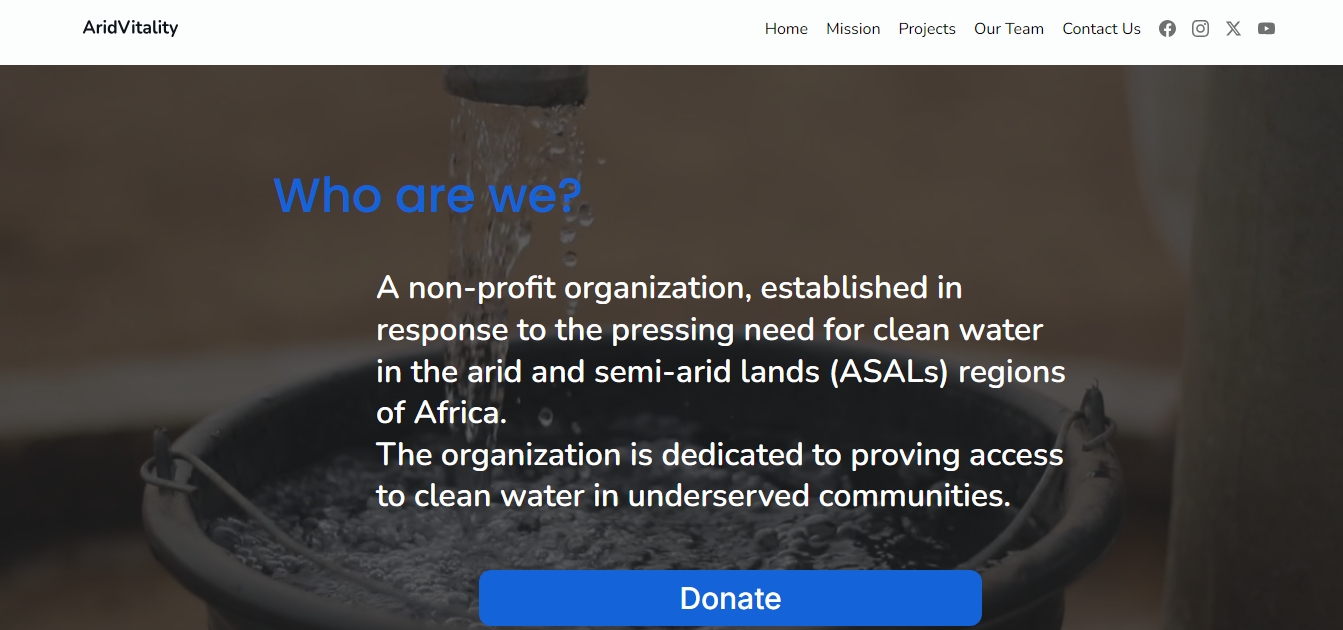 AridVitality
Home Mission Projects Our Team Contact Us
Who are we?
A non-profit organization, established in
response to the pressing need for clean water
in the arid and semi-arid lands (ASALs) regions
of Africa.
The organization is dedicated to proving access
to clean water in underserved communities.
Donate